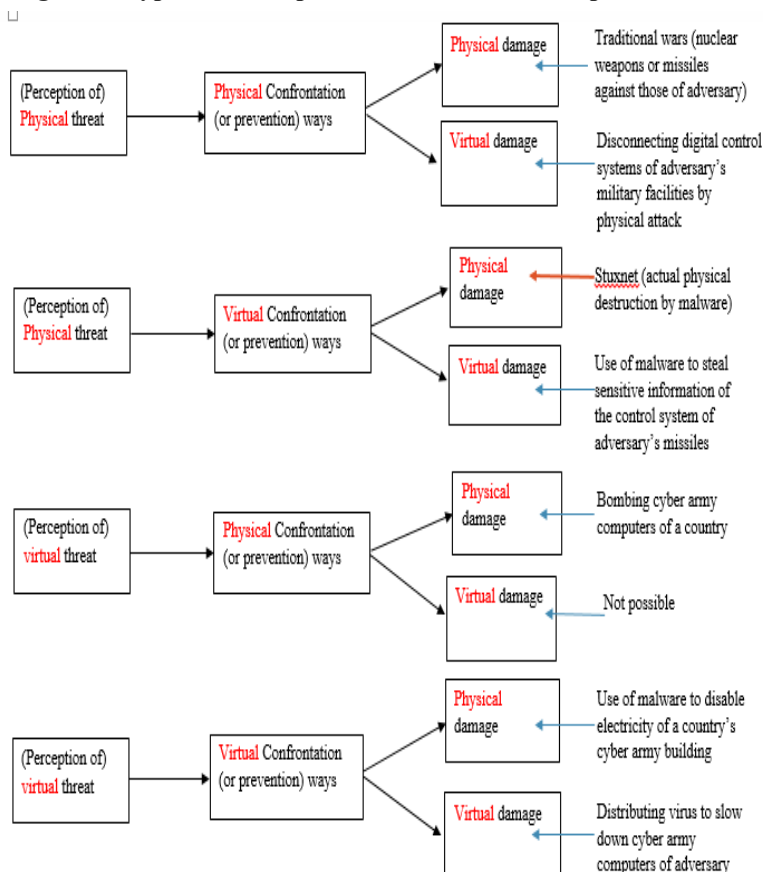 (Perception of)
Physical threat
Physical Confrontation
(or prevention) ways
Physical damage
Traditional wars (nuclear
weapons or missiles
against those of adversary)
Virtual damage
Disconnecting digital control
systems of adversary's
military facilities by
physical attack
(Perception of)
Physical threat
Virtual Confrontation
(or prevention) ways
Physical
damage
Stuxnet (actual physical
destruction by malware)
Virtual damage
Use of malware to steal
sensitive information of
the control system of
adversary's missiles
(Perception of)
virtual threat
Physical Confrontation
(or prevention) ways
Physical
damage
Bombing cyber army
computers of a country
Virtual damage
Not possible
(Perception of)
virtual threat
Virtual Confrontation
(or prevention) ways
Physical
damage
Use of malware to disable
electricity of a country's
cyber army building
Virtual damage
Distributing virus to slow
down cyber army
computers of adversary